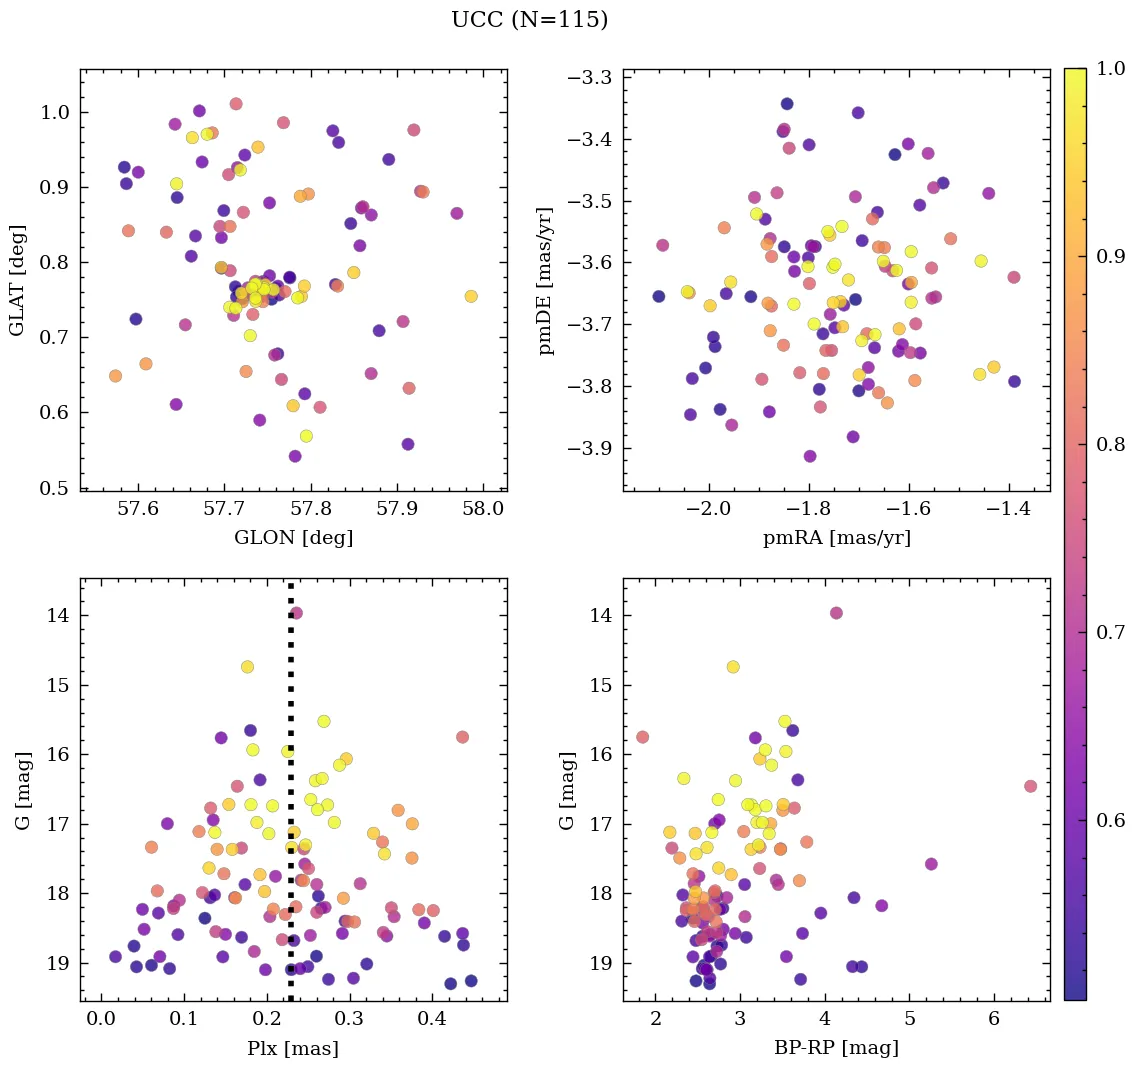 UCC (N=115)
1.0
0.9
0.8
0.7
0.6
0.5
GLAT [deg]
57.6 57.7 57.8 57.9 58.0
GLON [deg]
−3.3
−3.4
−3.5
−3.6
−3.7
−3.8
−3.9
pmDE [mas/yr]
−2.0 −1.8 −1.6 −1.4
pmRA [mas/yr]
1.0
0.9
0.8
0.7
0.6
14
15
16
17
18
19
G [mag]
0.0 0.1 0.2 0.3 0.4
Plx [mas]
14
15
16
17
18
19
G [mag]
2 3 4 5 6
BP-RP [mag]